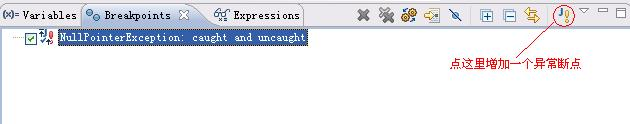 (x)= Variables Breakpoints Expressions
NullPointerException: caught and uncaught
点这里增加一个异常断点